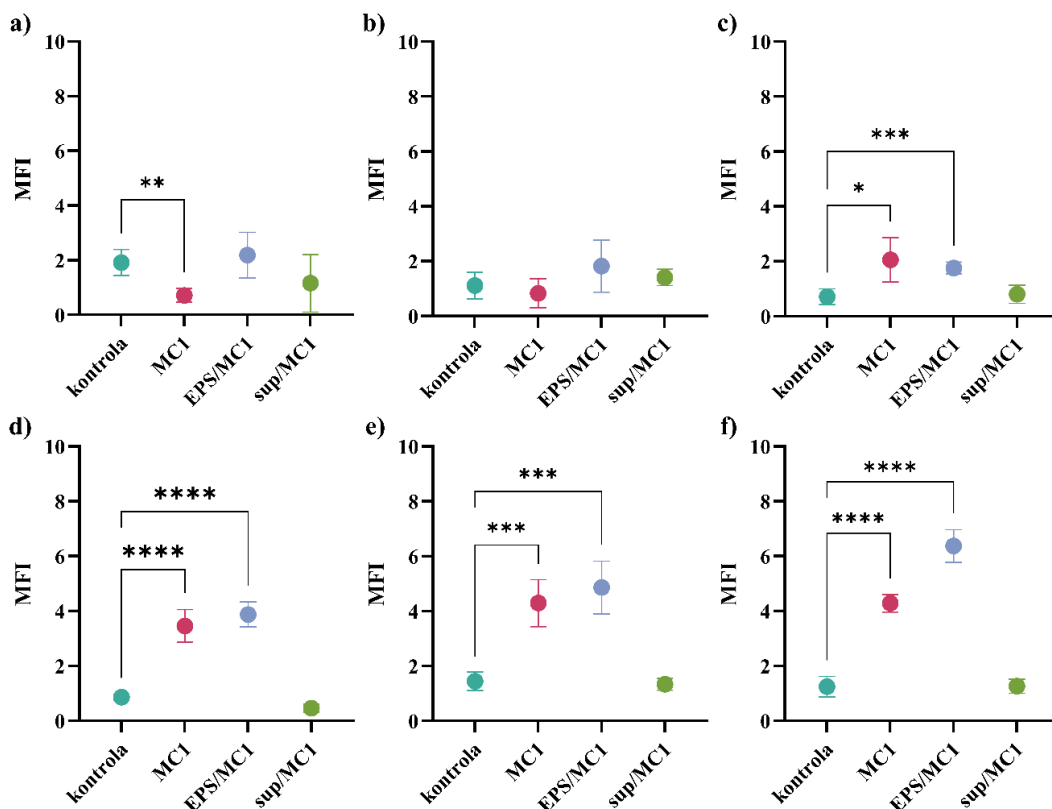 a)
10
8
6
4
2
0
MFI
**
kontrola
MC1
EPS/MC1
sup/MC1
b)
10
8
6
4
2
0
MFI
kontrola
MC1
EPS/MC1
sup/MC1
c)
10
8
6
4
2
0
MFI
***
*
kontrola
MC1
EPS/MC1
sup/MC1
d)
10
8
6
4
2
0
MFI
****
****
kontrola
MC1
EPS/MC1
sup/MC1
e)
10
8
6
4
2
0
MFI
***
***
kontrola
MC1
EPS/MC1
sup/MC1
f)
10
8
6
4
2
0
MFI
****
****
kontrola
MC1
EPS/MC1
sup/MC1